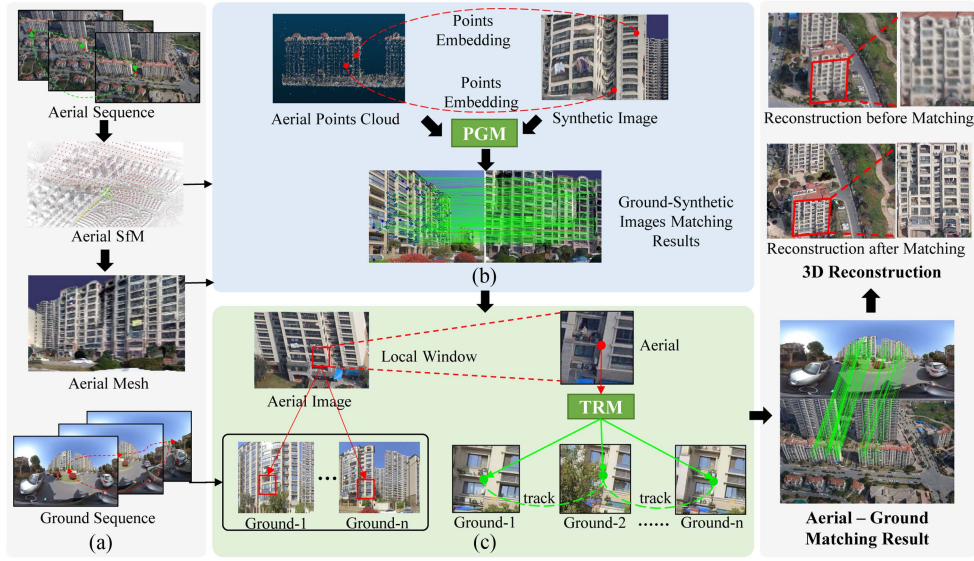 Aerial Sequence
Aerial SfM
Aerial Mesh
Ground Sequence
(a)
Points
Embedding
Points
Embedding
Aerial Points Cloud
Synthetic Image
PGM
Ground-Synthetic
Images Matching
Results
(b)
Local Window
Aerial
Aerial Image
TRM
Ground-1
Ground-n
track
track
Ground-1
Ground-2
......
Ground-n
(c)
Reconstruction before Matching
Reconstruction after Matching
3D Reconstruction
Aerial – Ground
Matching Result